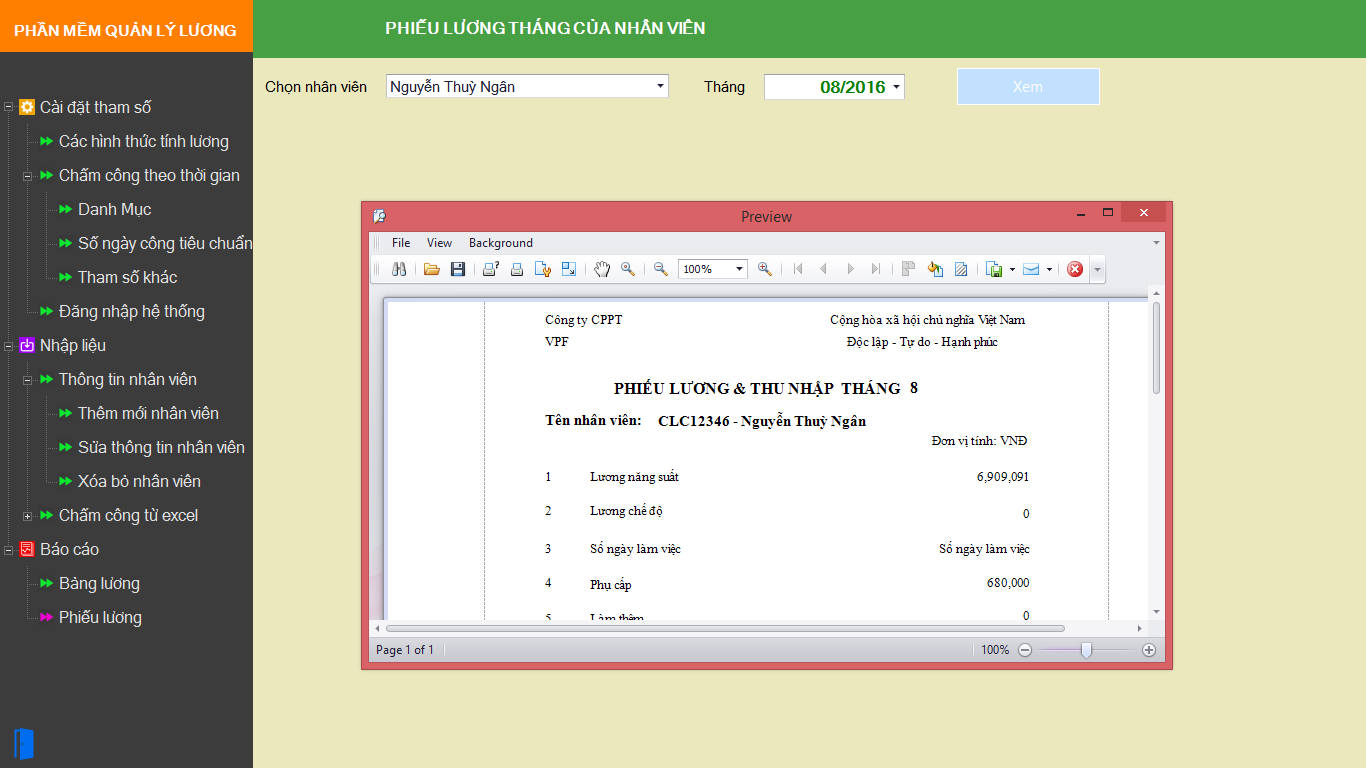 PHẦN MỀM QUẢN LÝ LƯƠNG
PHIẾU LƯƠNG THÁNG CỦA NHÂN VIÊN
Chọn nhân viên Nguyễn Thuỳ Ngân Tháng 08/2016 Xem
Cài đặt tham số
Các hình thức tính lương
Chấm công theo thời gian
Danh Mục
Số ngày công tiêu chuẩn
Tham số khác
Đăng nhập hệ thống
Nhập liệu
Thông tin nhân viên
Thêm mới nhân viên
Sửa thông tin nhân viên
Xóa bỏ nhân viên
Chấm công từ excel
Báo cáo
Bảng lương
Phiếu lương
Preview
File View Background
100%
Công ty CPPT Cộng hòa xã hội chủ nghĩa Việt Nam
VPF Độc lập - Tự do - Hạnh phúc
PHIẾU LƯƠNG & THU NHẬP THÁNG 8
Tên nhân viên: CLC12346 - Nguyễn Thuỳ Ngân
Đơn vị tính: VNĐ
1 Lương năng suất 6,909,091
2 Lương chế độ 0
3 Số ngày làm việc Số ngày làm việc
4 Phụ cấp 680,000
5 Làm thêm 0
Page 1 of 1 100%